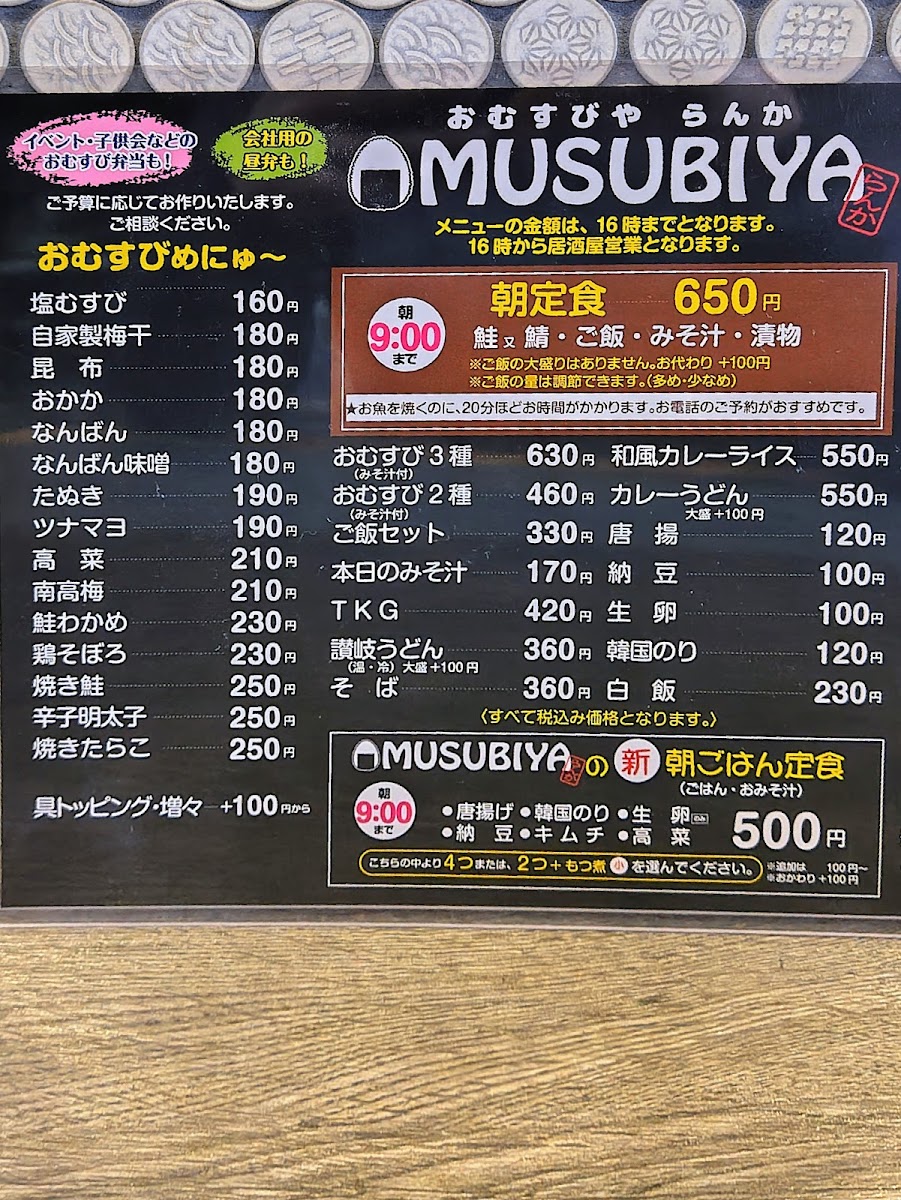 イベント・子供会などの
おむすび弁当も！
会社用の
昼弁も！
ご予算に応じてお作りいたします。
ご相談ください。
おむすびめにゅ〜
塩むすび 160円
自家製梅干 180円
昆 布 180円
おかか 180円
なんばん 180円
なんばん味噌 180円
たぬき 190円
ツナマヨ 190円
高 菜 210円
南高梅 210円
鮭わかめ 230円
鶏そぼろ 230円
焼き鮭 250円
辛子明太子 250円
焼きたらこ 250円
具トッピング・増々 +100円から
おむすびや らんか
MUSUBIYA
らんか
メニューの金額は、16時までとなります。
16時から居酒屋営業となります。
朝
9:00
まで
朝定食 650円
鮭又鯖・ご飯・みそ汁・漬物
※ご飯の大盛りはありません。お代わり +100円
※ご飯の量は調節できます。(多め・少なめ)
★お魚を焼くのに、20分ほどお時間がかかります。お電話のご予約がおすすめです。
おむすび3種 630円
(みそ汁付)
おむすび2種 460円
(みそ汁付)
ご飯セット 330円
本日のみそ汁 170円
TKG 420円
讃岐うどん 360円
(温・冷) 大盛+100円
そ ば 360円
和風カレーライス 550円
カレーうどん 550円
大盛+100円
唐 揚 120円
納 豆 100円
生 卵 100円
韓国のり 120円
白 飯 230円
〈すべて税込み価格となります。〉
MUSUBIYAらんかの新朝ごはん定食
(ごはん・おみそ汁)
朝
9:00
まで
●唐揚げ●韓国のり●生 卵
●納 豆●キムチ●高 菜
500円
こちらの中より4つまたは、2つ+もつ煮小を選んでください。
※追加は 100円〜
※おかわり+100円